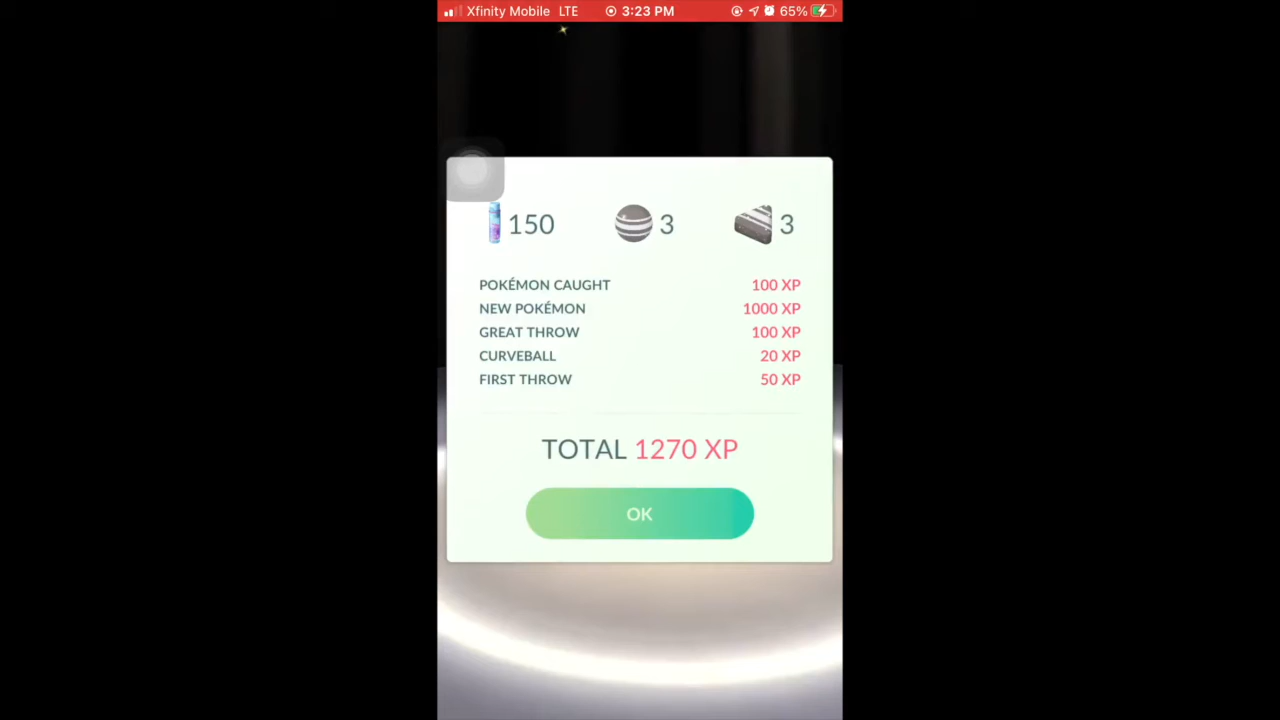 Xfinity Mobile LTE 3:23 PM 65%
150 3 3
POKÉMON CAUGHT 100 XP
NEW POKÉMON 1000 XP
GREAT THROW 100 XP
CURVEBALL 20 XP
FIRST THROW 50 XP
TOTAL 1270 XP
OK